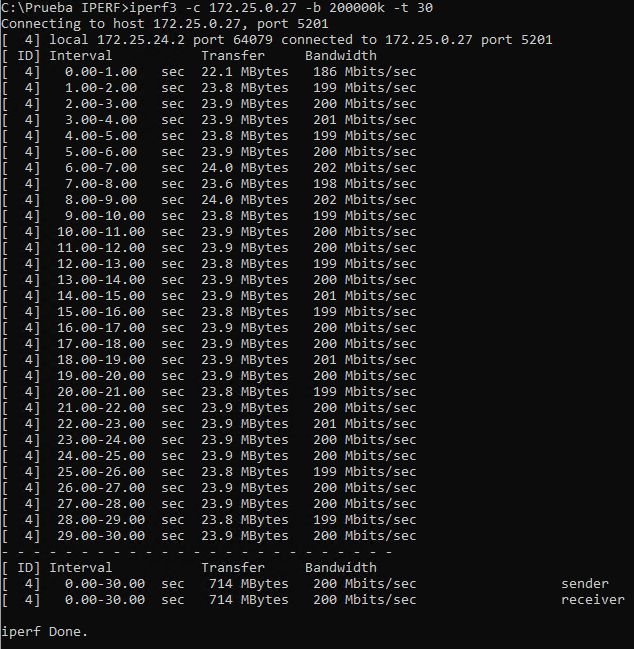 C:\Prueba IPERF>iperf3 -c 172.25.0.27 -b 200000k -t 30
Connecting to host 172.25.0.27, port 5201
[  4] local 172.25.24.2 port 64079 connected to 172.25.0.27 port 5201
[ ID] Interval           Transfer     Bandwidth
[  4]   0.00-1.00   sec  22.1 MBytes   186 Mbits/sec
[  4]   1.00-2.00   sec  23.8 MBytes   199 Mbits/sec
[  4]   2.00-3.00   sec  23.9 MBytes   200 Mbits/sec
[  4]   3.00-4.00   sec  23.9 MBytes   201 Mbits/sec
[  4]   4.00-5.00   sec  23.8 MBytes   199 Mbits/sec
[  4]   5.00-6.00   sec  23.9 MBytes   200 Mbits/sec
[  4]   6.00-7.00   sec  24.0 MBytes   202 Mbits/sec
[  4]   7.00-8.00   sec  23.6 MBytes   198 Mbits/sec
[  4]   8.00-9.00   sec  24.0 MBytes   202 Mbits/sec
[  4]   9.00-10.00  sec  23.8 MBytes   199 Mbits/sec
[  4]  10.00-11.00  sec  23.9 MBytes   200 Mbits/sec
[  4]  11.00-12.00  sec  23.9 MBytes   200 Mbits/sec
[  4]  12.00-13.00  sec  23.8 MBytes   199 Mbits/sec
[  4]  13.00-14.00  sec  23.9 MBytes   200 Mbits/sec
[  4]  14.00-15.00  sec  23.9 MBytes   201 Mbits/sec
[  4]  15.00-16.00  sec  23.8 MBytes   199 Mbits/sec
[  4]  16.00-17.00  sec  23.9 MBytes   200 Mbits/sec
[  4]  17.00-18.00  sec  23.9 MBytes   200 Mbits/sec
[  4]  18.00-19.00  sec  23.9 MBytes   201 Mbits/sec
[  4]  19.00-20.00  sec  23.9 MBytes   200 Mbits/sec
[  4]  20.00-21.00  sec  23.8 MBytes   199 Mbits/sec
[  4]  21.00-22.00  sec  23.9 MBytes   200 Mbits/sec
[  4]  22.00-23.00  sec  23.9 MBytes   201 Mbits/sec
[  4]  23.00-24.00  sec  23.9 MBytes   200 Mbits/sec
[  4]  24.00-25.00  sec  23.9 MBytes   200 Mbits/sec
[  4]  25.00-26.00  sec  23.8 MBytes   199 Mbits/sec
[  4]  26.00-27.00  sec  23.9 MBytes   200 Mbits/sec
[  4]  27.00-28.00  sec  23.9 MBytes   200 Mbits/sec
[  4]  28.00-29.00  sec  23.8 MBytes   199 Mbits/sec
[  4]  29.00-30.00  sec  23.9 MBytes   200 Mbits/sec
- - - - - - - - - - - - - - - - - - - - - - - - -
[ ID] Interval           Transfer     Bandwidth
[  4]   0.00-30.00  sec   714 MBytes   200 Mbits/sec                  sender
[  4]   0.00-30.00  sec   714 MBytes   200 Mbits/sec                  receiver
iperf Done.